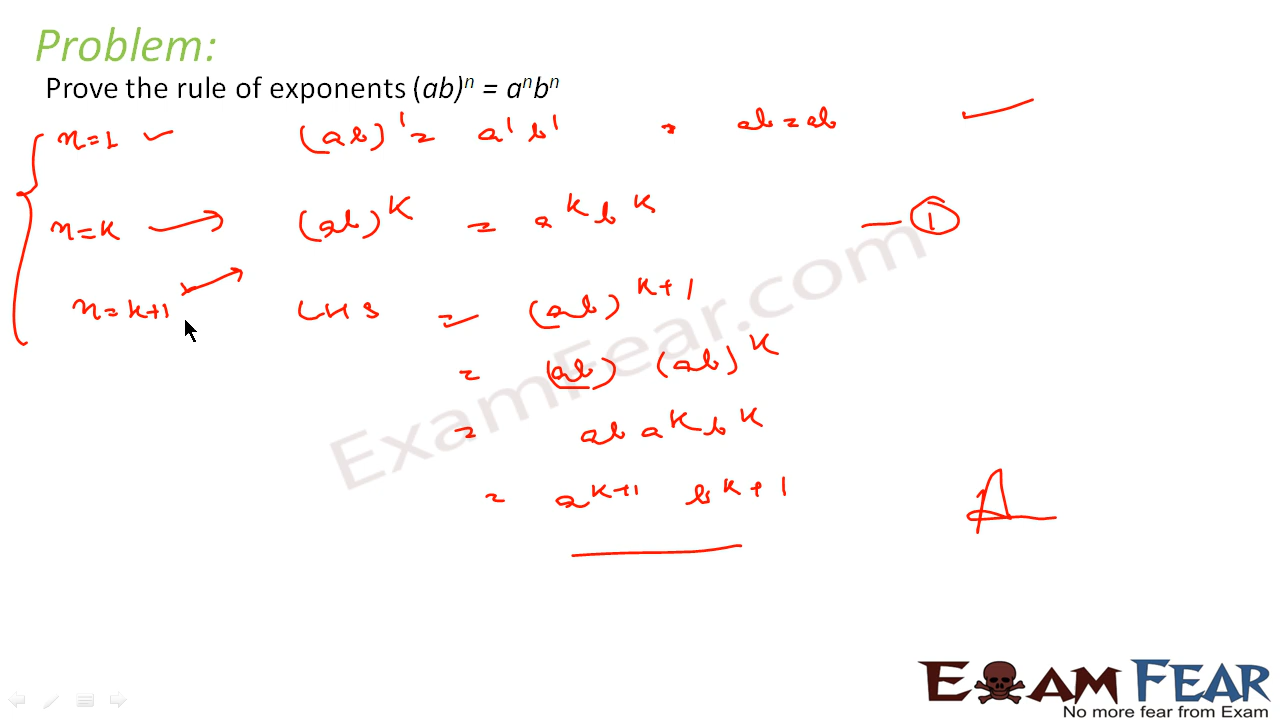 Problem:
Prove the rule of exponents (ab)ⁿ = aⁿbⁿ
n=1 ✓ (ab)¹ = a¹b¹ = ab=ab ✓
n=k → (ab)ᵏ = aᵏbᵏ — ①
n=k+1 → LHS = (ab)ᵏ⁺¹
= (ab) (ab)ᵏ
= ab aᵏbᵏ
= aᵏ⁺¹ bᵏ⁺¹
ExamFear.com
EXAM FEAR
No more fear from Exam